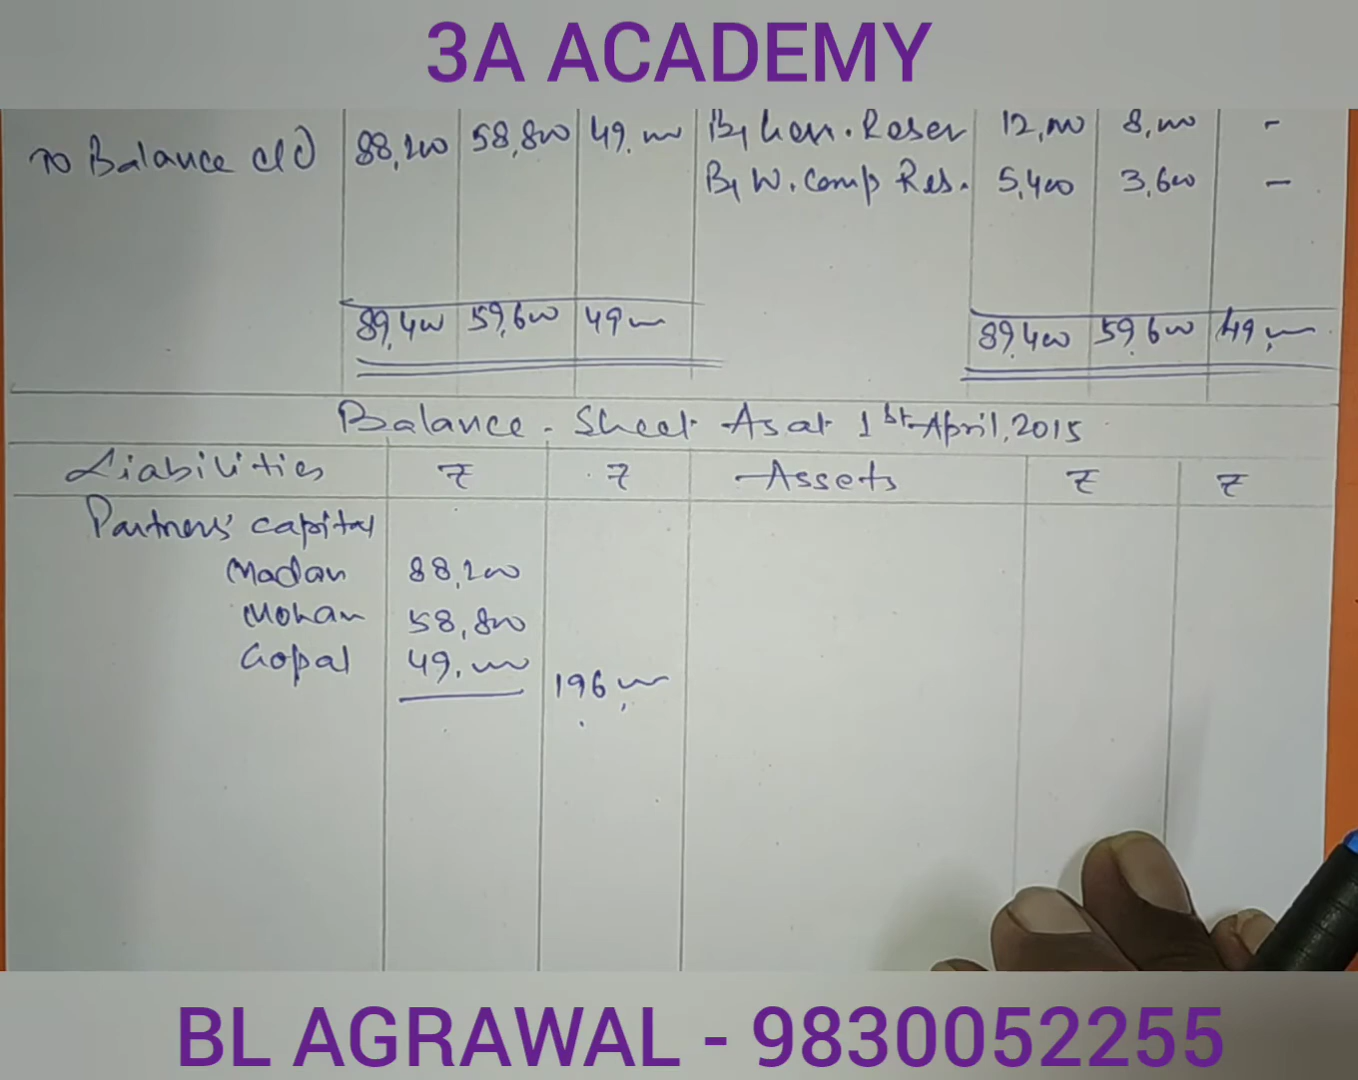 3A ACADEMY
To Balance c/d 88,200 58,800 49,000 By Gen. Reser 12,000 8,000 -
By W. Comp Res. 5,400 3,600 -
89,400 59,600 49,000 89,400 59,600 49,000
Balance - Sheet As at 1st April, 2015
Liabilities ₹ ₹ Assets ₹ ₹
Partners' capital
Madan 88,200
Mohan 58,800
Gopal 49,000 196,000
BL AGRAWAL - 9830052255